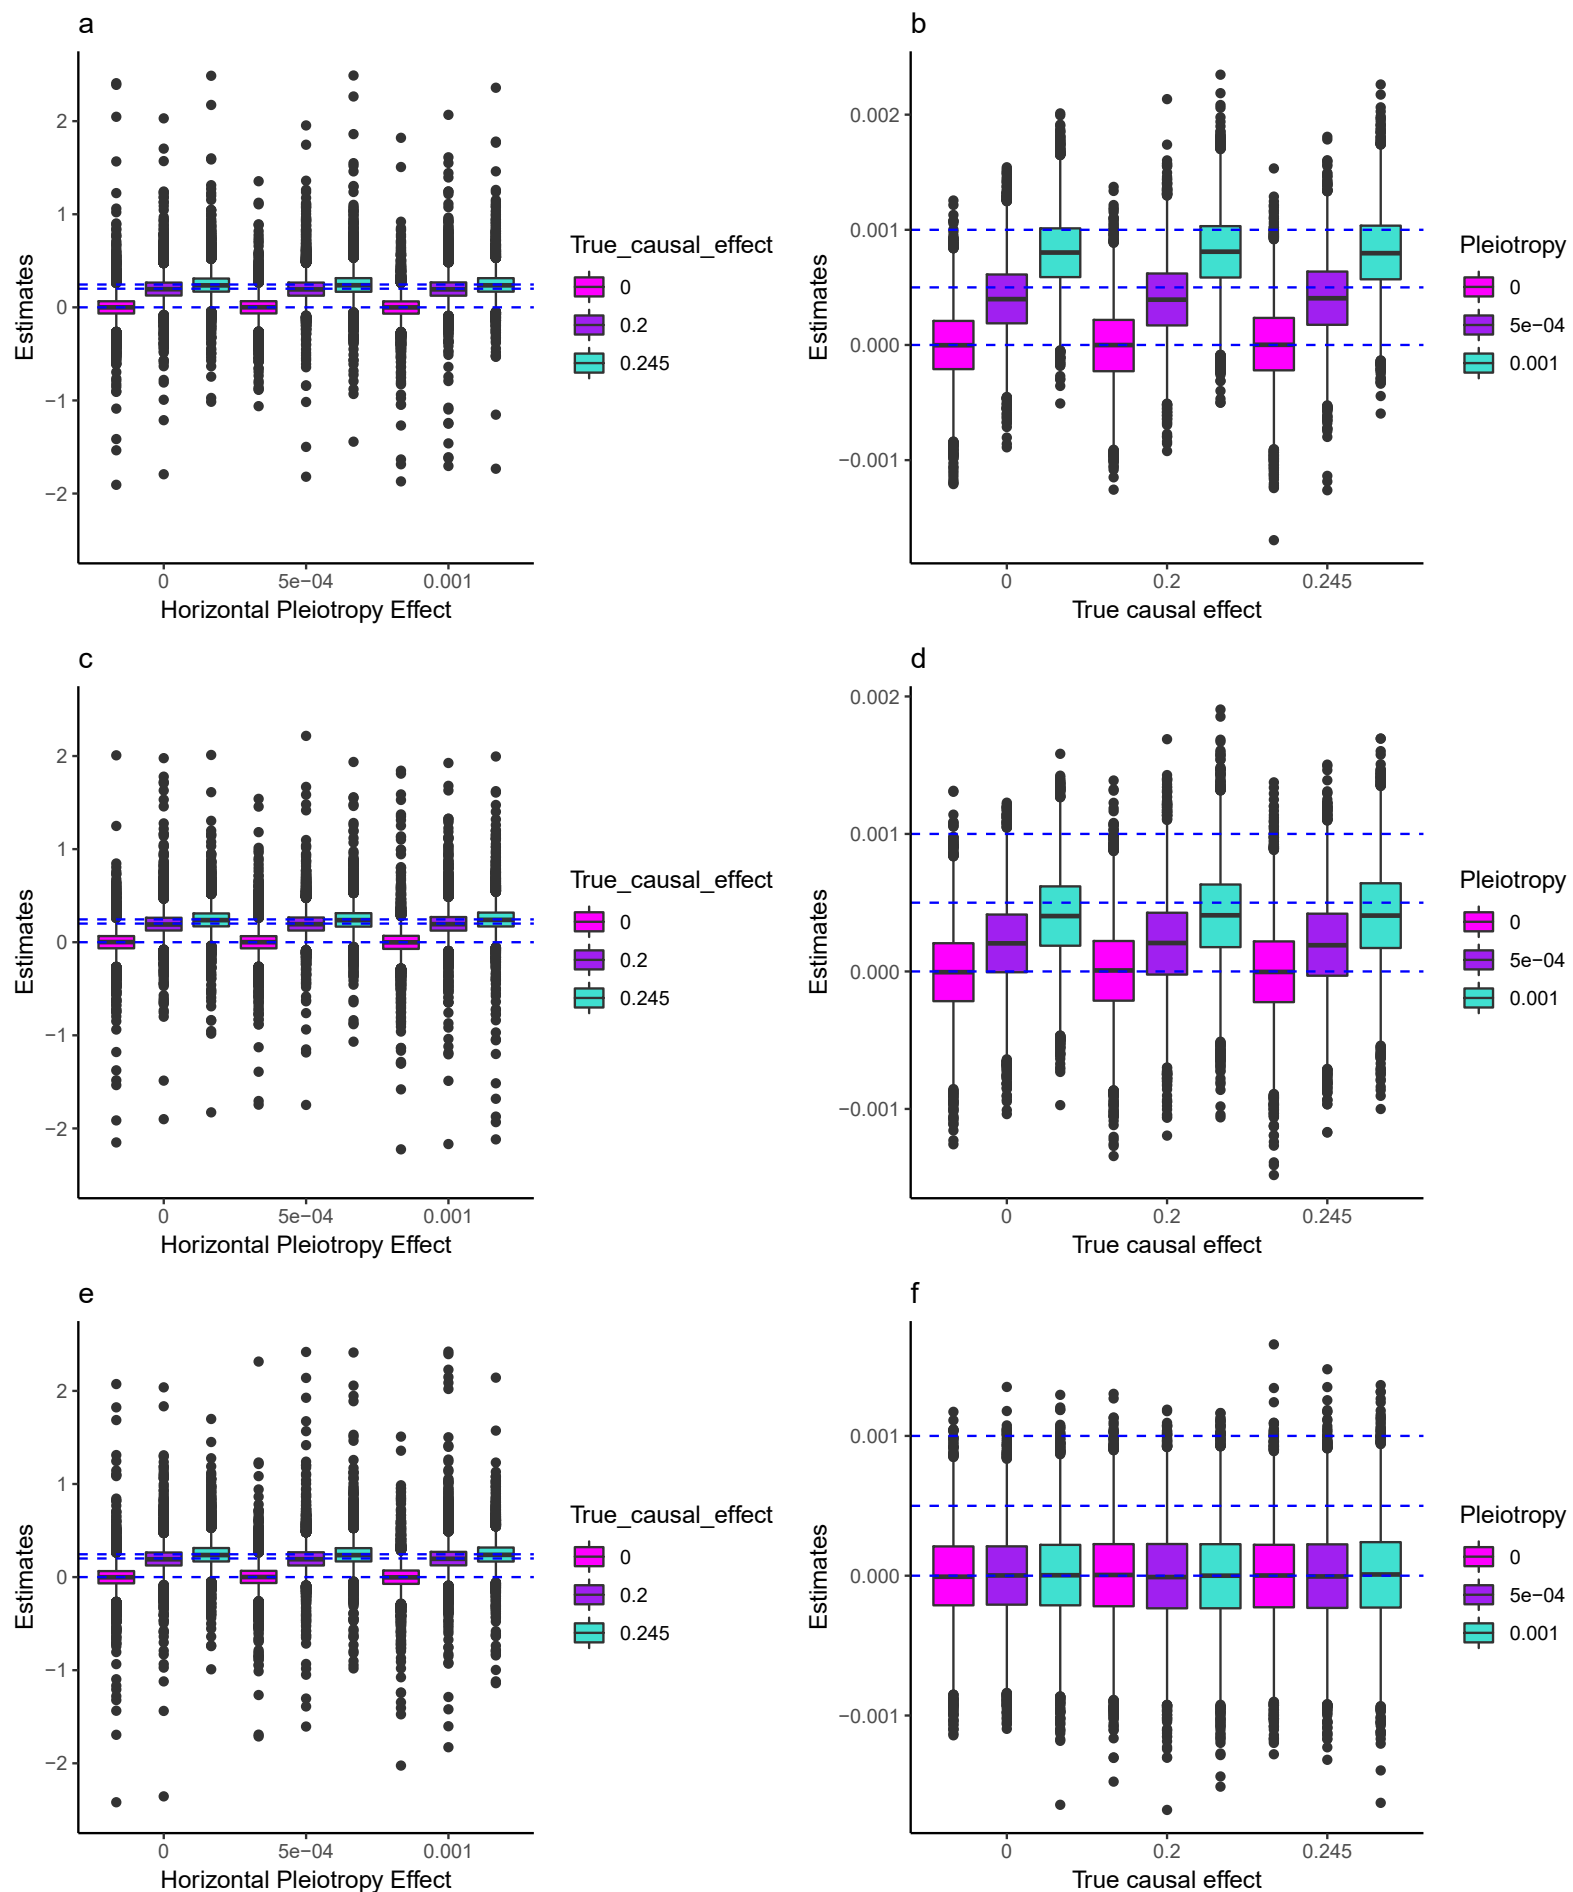 a
Estimates
2
1
0
−1
−2
0 5e−04 0.001
Horizontal Pleiotropy Effect
True_causal_effect
0
0.2
0.245
b
Estimates
0.002
0.001
0.000
−0.001
0 0.2 0.245
True causal effect
Pleiotropy
0
5e−04
0.001
c
Estimates
2
1
0
−1
−2
0 5e−04 0.001
Horizontal Pleiotropy Effect
True_causal_effect
0
0.2
0.245
d
Estimates
0.002
0.001
0.000
−0.001
0 0.2 0.245
True causal effect
Pleiotropy
0
5e−04
0.001
e
Estimates
2
1
0
−1
−2
0 5e−04 0.001
Horizontal Pleiotropy Effect
True_causal_effect
0
0.2
0.245
f
Estimates
0.001
0.000
−0.001
0 0.2 0.245
True causal effect
Pleiotropy
0
5e−04
0.001